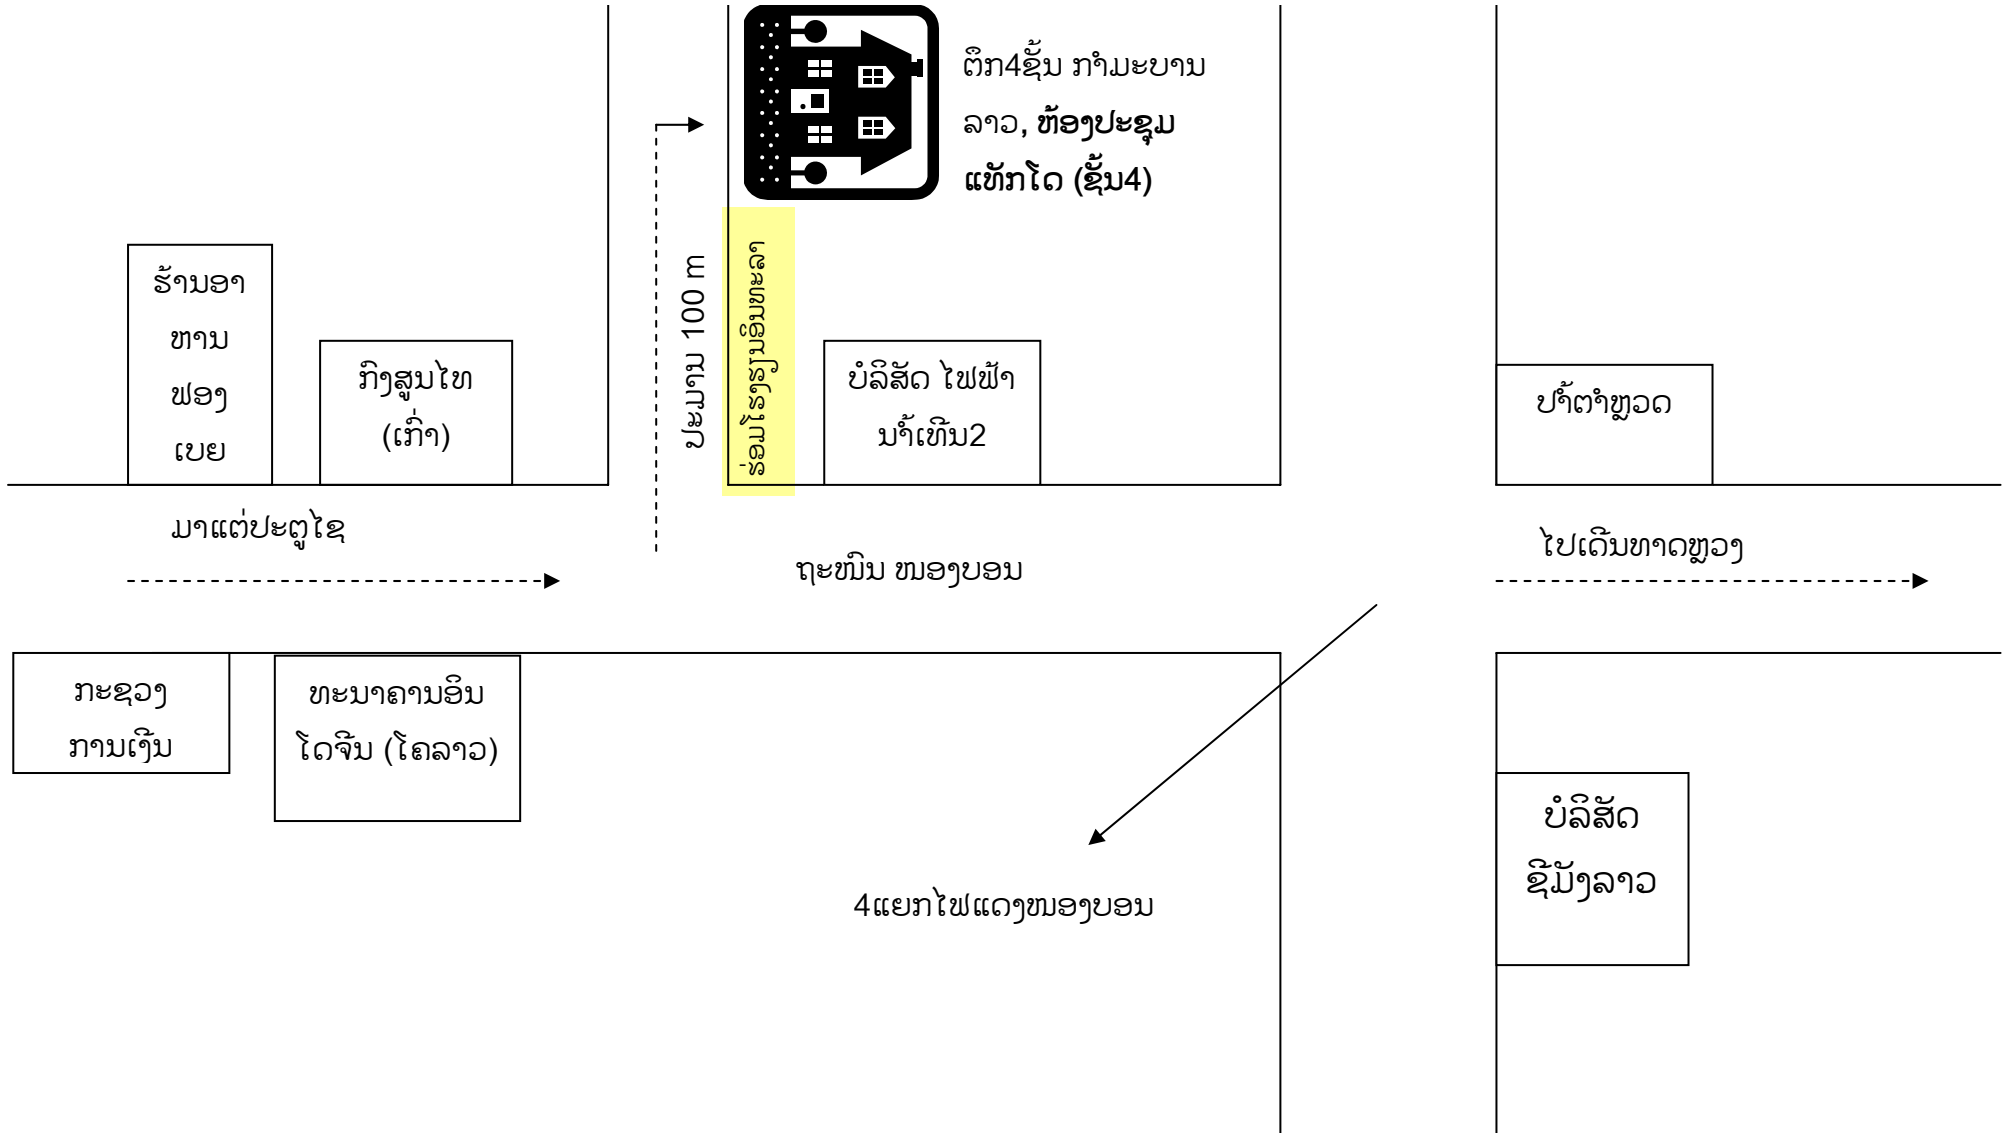 ຕຶກ4ຊັ້ນ ກຳມະບານ
ລາວ, ຫ້ອງປະຊຸມ
ແທັກໂດ (ຊັ້ນ4)
ຮ້ານອາ
ຫານ
ຟອງ
ເບຍ
ກົງສູນໄທ
(ເກົ່າ)
ປະມານ 100 m
ຮ່ອມໂຮງຮຽນອິນທະລາ
ບໍລິສັດ ໄຟຟ້າ
ນ້ຳເທີນ2
ປ້ຳຕຳຫຼວດ
ມາແຕ່ປະຕູໄຊ
ຖະໜົນ ໜອງບອນ
ໄປເດີ່ນທາດຫຼວງ
ກະຊວງ
ການເງິນ
ທະນາຄານອິນ
ໂດຈີນ (ໂຄລາວ)
ບໍລິສັດ
ຊີມັງລາວ
4ແຍກໄຟແດງໜອງບອນ